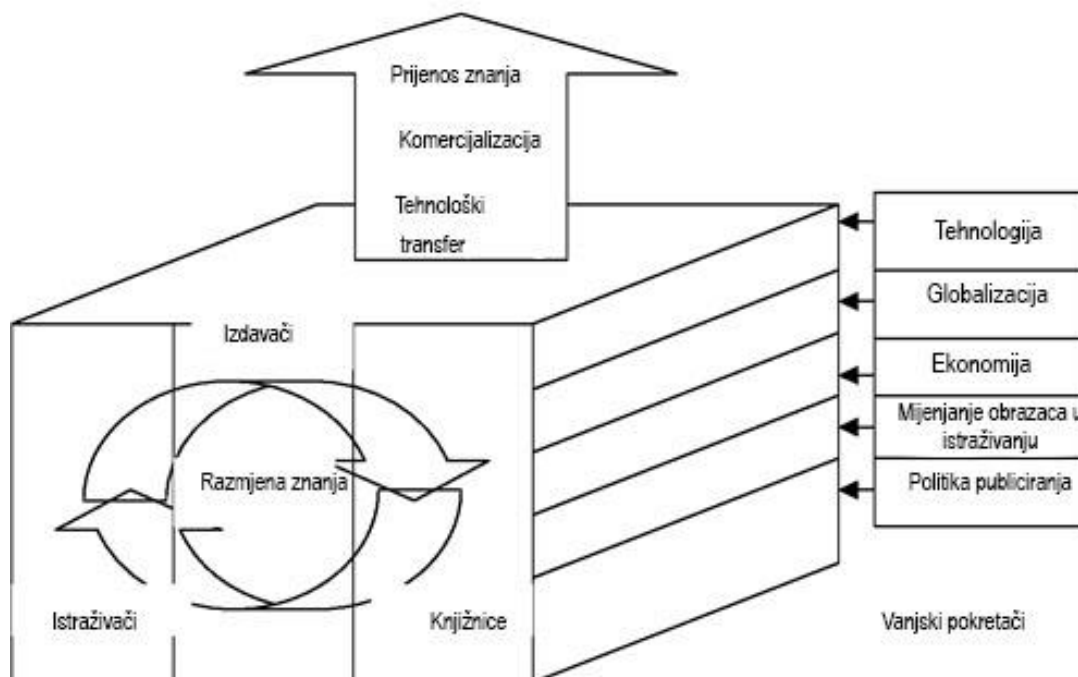 Prijenos znanja
Komercijalizacija
Tehnološki
transfer
Izdavači
Razmjena znanja
Istraživači
Knjižnice
Tehnologija
Globalizacija
Ekonomija
Mijenjanje obrazaca u
istraživanju
Politika publiciranja
Vanjski pokretači